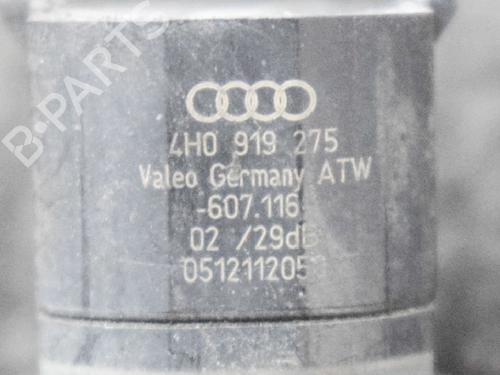 B-PARTS
4H0 919 275
Valeo Germany ATW
-607.116
02 /29dB
051211205